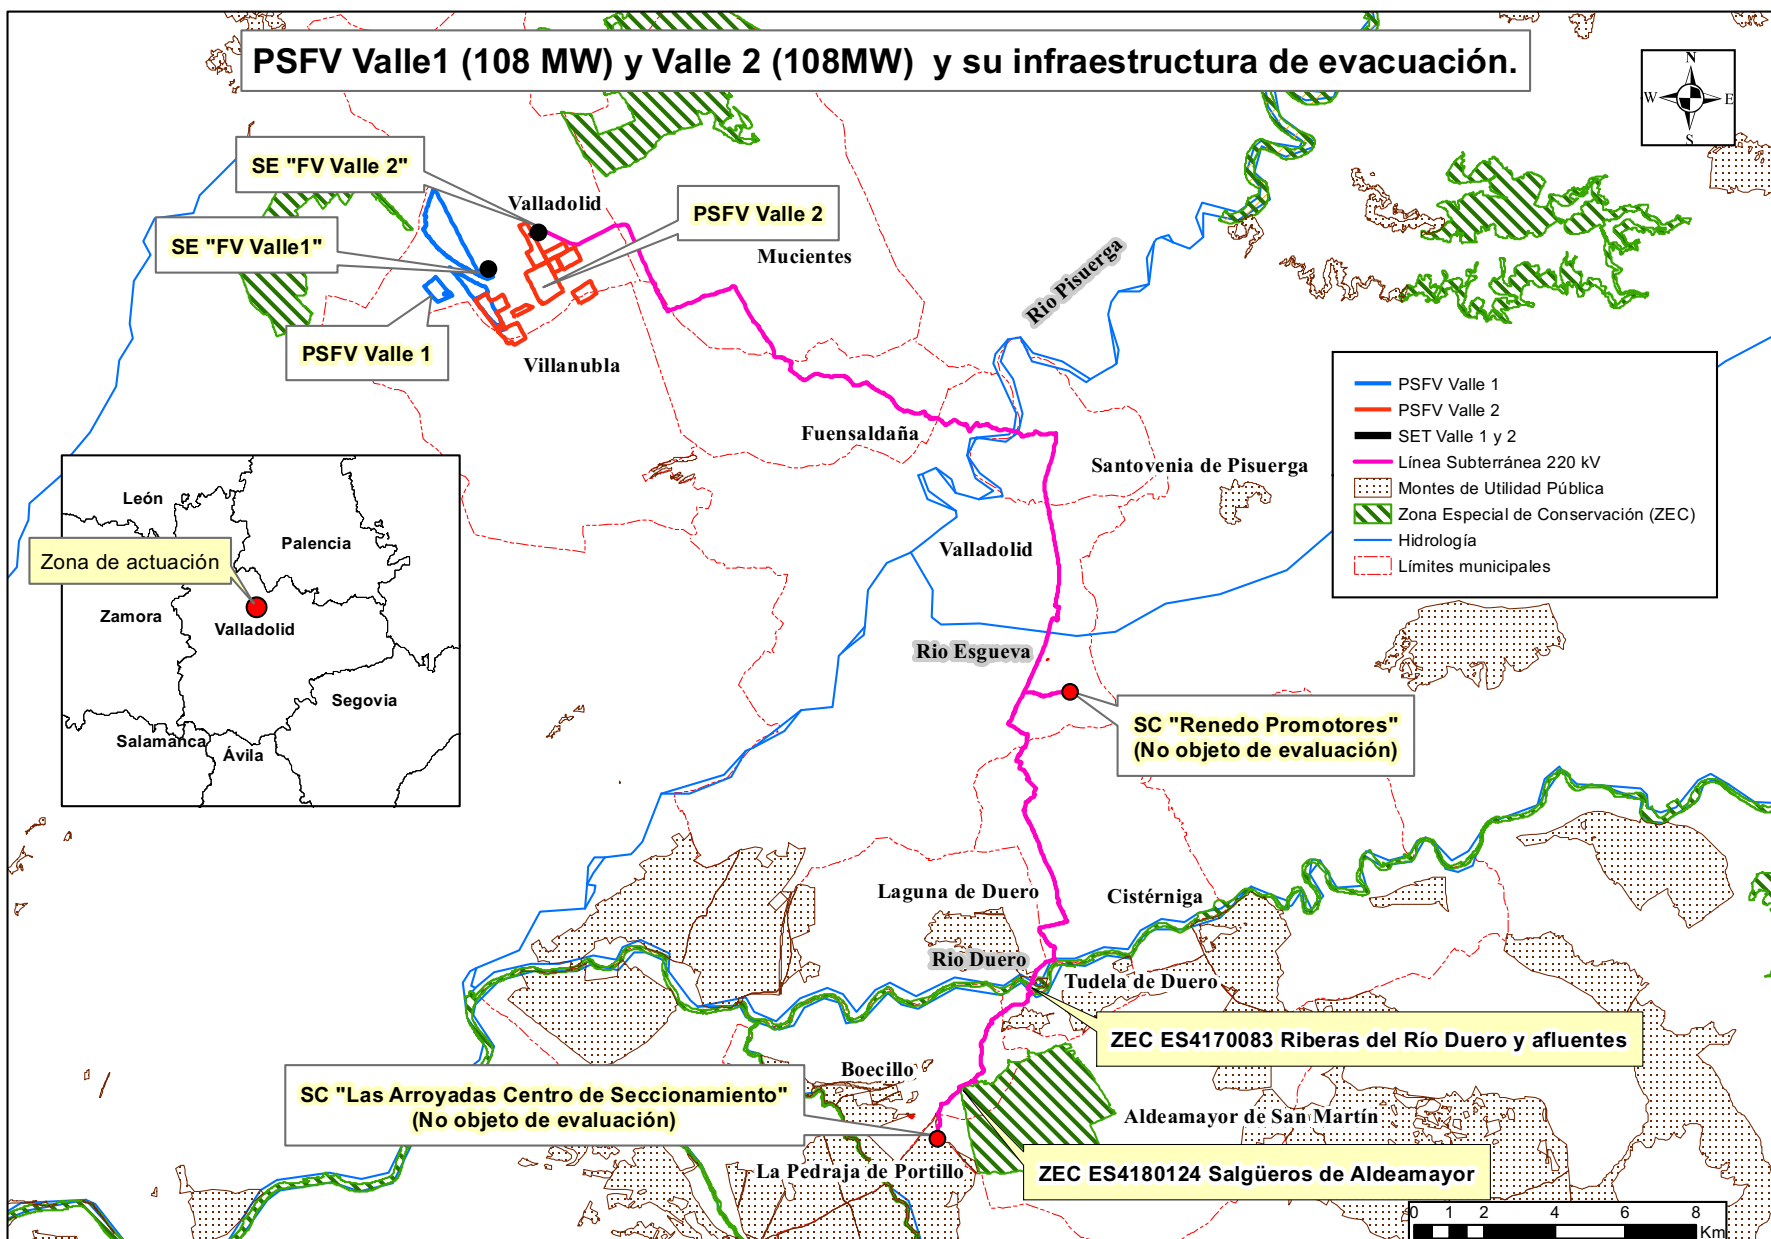 PSFV Valle1 (108 MW) y Valle 2 (108MW) y su infraestructura de evacuación.
N
W
E
S
SE "FV Valle 2"
Valladolid
PSFV Valle 2
SE "FV Valle1"
Mucientes
Rio Pisuerga
PSFV Valle 1
Villanubla
PSFV Valle 1
PSFV Valle 2
SET Valle 1 y 2
Línea Subterránea 220 kV
Montes de Utilidad Pública
Zona Especial de Conservación (ZEC)
Hidrología
Límites municipales
Fuensaldaña
Santovenia de Pisuerga
León
Palencia
Zona de actuación
Zamora
Valladolid
Segovia
Salamanca
Ávila
Valladolid
Rio Esgueva
SC "Renedo Promotores"
(No objeto de evaluación)
Laguna de Duero
Cistérniga
Rio Duero
Tudela de Duero
ZEC ES4170083 Riberas del Río Duero y afluentes
Boecillo
SC "Las Arroyadas Centro de Seccionamiento"
(No objeto de evaluación)
Aldeamayor de San Martín
La Pedraja de Portillo
ZEC ES4180124 Salgüeros de Aldeamayor
0 1 2 4 6 8
Km